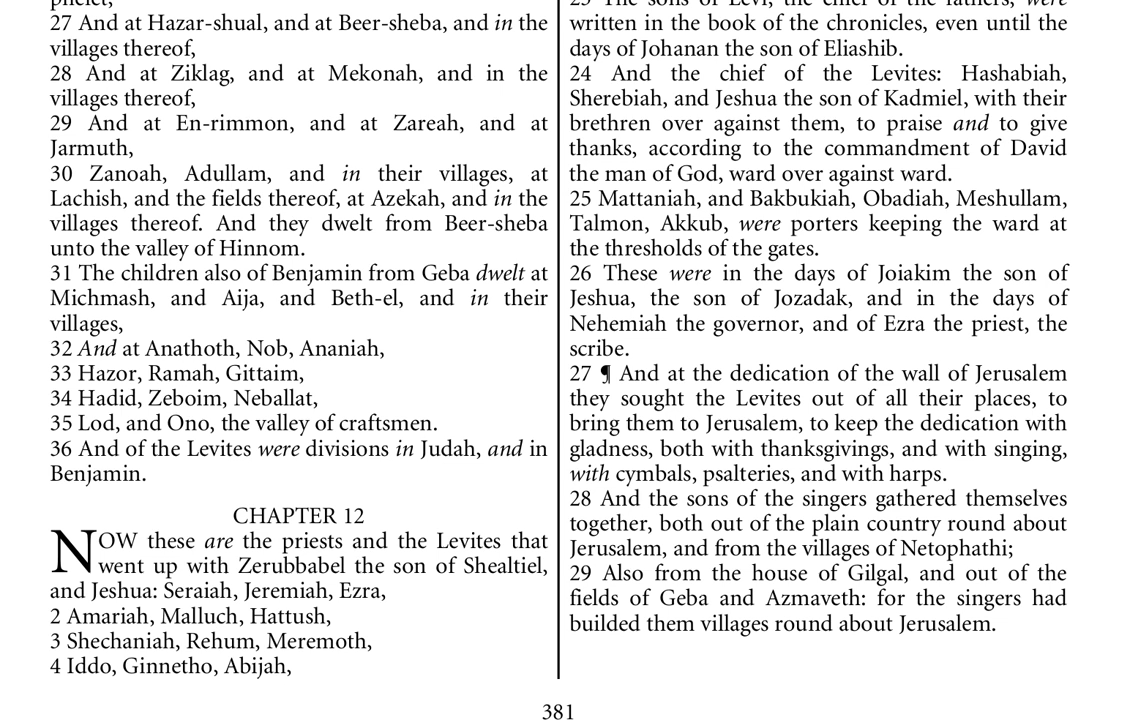 phelet,
27 And at Hazar-shual, and at Beer-sheba, and in the
villages thereof,
28 And at Ziklag, and at Mekonah, and in the
villages thereof,
29 And at En-rimmon, and at Zareah, and at
Jarmuth,
30 Zanoah, Adullam, and in their villages, at
Lachish, and the fields thereof, at Azekah, and in the
villages thereof. And they dwelt from Beer-sheba
unto the valley of Hinnom.
31 The children also of Benjamin from Geba dwelt at
Michmash, and Aija, and Beth-el, and in their
villages,
32 And at Anathoth, Nob, Ananiah,
33 Hazor, Ramah, Gittaim,
34 Hadid, Zeboim, Neballat,
35 Lod, and Ono, the valley of craftsmen.
36 And of the Levites were divisions in Judah, and in
Benjamin.
CHAPTER 12
NOW these are the priests and the Levites that
went up with Zerubbabel the son of Shealtiel,
and Jeshua: Seraiah, Jeremiah, Ezra,
2 Amariah, Malluch, Hattush,
3 Shechaniah, Rehum, Meremoth,
4 Iddo, Ginnetho, Abijah,
23 The sons of Levi, the chief of the fathers, were
written in the book of the chronicles, even until the
days of Johanan the son of Eliashib.
24 And the chief of the Levites: Hashabiah,
Sherebiah, and Jeshua the son of Kadmiel, with their
brethren over against them, to praise and to give
thanks, according to the commandment of David
the man of God, ward over against ward.
25 Mattaniah, and Bakbukiah, Obadiah, Meshullam,
Talmon, Akkub, were porters keeping the ward at
the thresholds of the gates.
26 These were in the days of Joiakim the son of
Jeshua, the son of Jozadak, and in the days of
Nehemiah the governor, and of Ezra the priest, the
scribe.
27 ¶ And at the dedication of the wall of Jerusalem
they sought the Levites out of all their places, to
bring them to Jerusalem, to keep the dedication with
gladness, both with thanksgivings, and with singing,
with cymbals, psalteries, and with harps.
28 And the sons of the singers gathered themselves
together, both out of the plain country round about
Jerusalem, and from the villages of Netophathi;
29 Also from the house of Gilgal, and out of the
fields of Geba and Azmaveth: for the singers had
builded them villages round about Jerusalem.
381